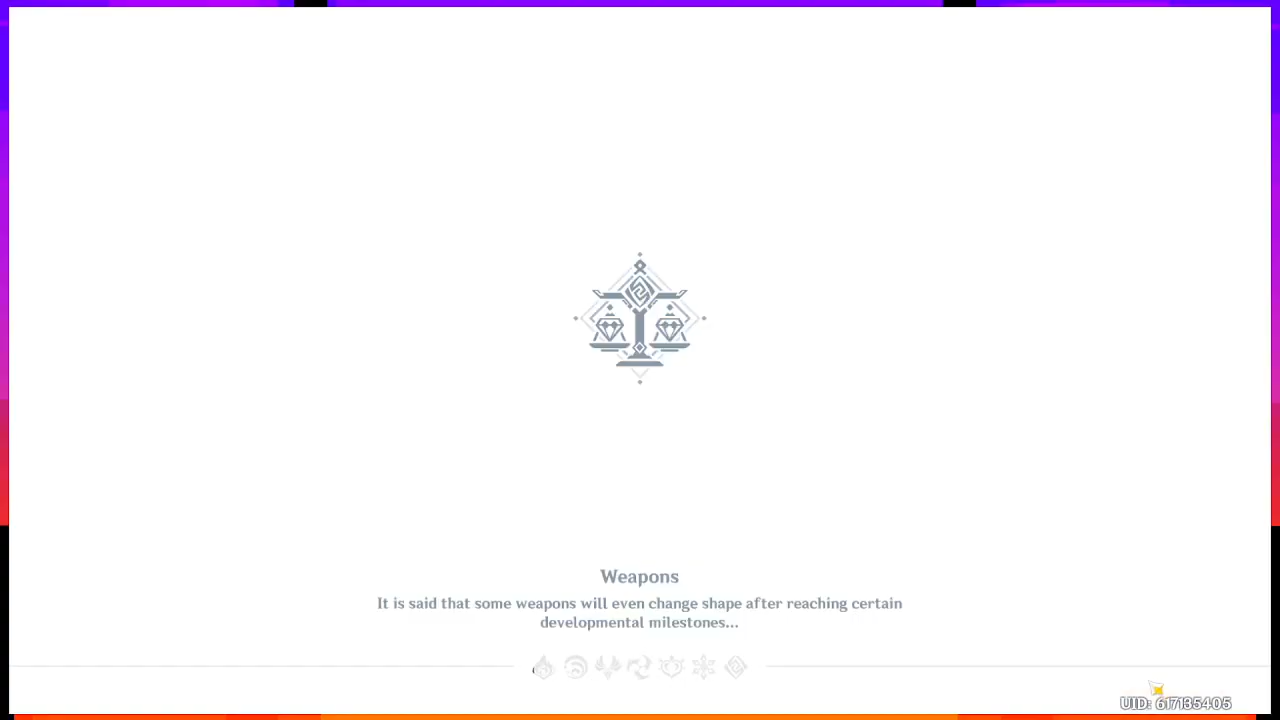 Weapons
It is said that some weapons will even change shape after reaching certain
developmental milestones...
UID: 617135405